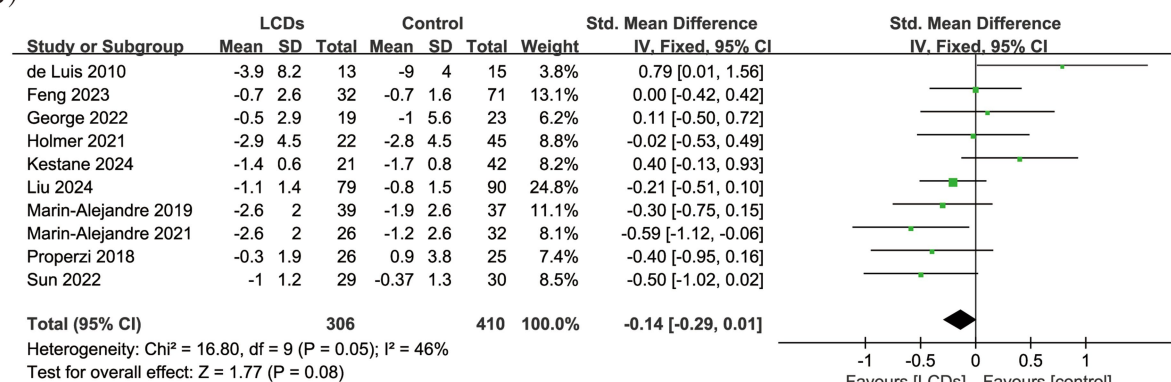 LCDs Control Std. Mean Difference Std. Mean Difference
Study or Subgroup Mean SD Total Mean SD Total Weight IV, Fixed, 95% CI IV, Fixed, 95% CI
de Luis 2010 -3.9 8.2 13 -9 4 15 3.8% 0.79 [0.01, 1.56]
Feng 2023 -0.7 2.6 32 -0.7 1.6 71 13.1% 0.00 [-0.42, 0.42]
George 2022 -0.5 2.9 19 -1 5.6 23 6.2% 0.11 [-0.50, 0.72]
Holmer 2021 -2.9 4.5 22 -2.8 4.5 45 8.8% -0.02 [-0.53, 0.49]
Kestane 2024 -1.4 0.6 21 -1.7 0.8 42 8.2% 0.40 [-0.13, 0.93]
Liu 2024 -1.1 1.4 79 -0.8 1.5 90 24.8% -0.21 [-0.51, 0.10]
Marin-Alejandre 2019 -2.6 2 39 -1.9 2.6 37 11.1% -0.30 [-0.75, 0.15]
Marin-Alejandre 2021 -2.6 2 26 -1.2 2.6 32 8.1% -0.59 [-1.12, -0.06]
Properzi 2018 -0.3 1.9 26 0.9 3.8 25 7.4% -0.40 [-0.95, 0.16]
Sun 2022 -1 1.2 29 -0.37 1.3 30 8.5% -0.50 [-1.02, 0.02]
Total (95% CI) 306 410 100.0% -0.14 [-0.29, 0.01]
Heterogeneity: Chi² = 16.80, df = 9 (P = 0.05); I² = 46%
Test for overall effect: Z = 1.77 (P = 0.08)
-1 -0.5 0 0.5 1
Favours [LCDs] Favours [control]